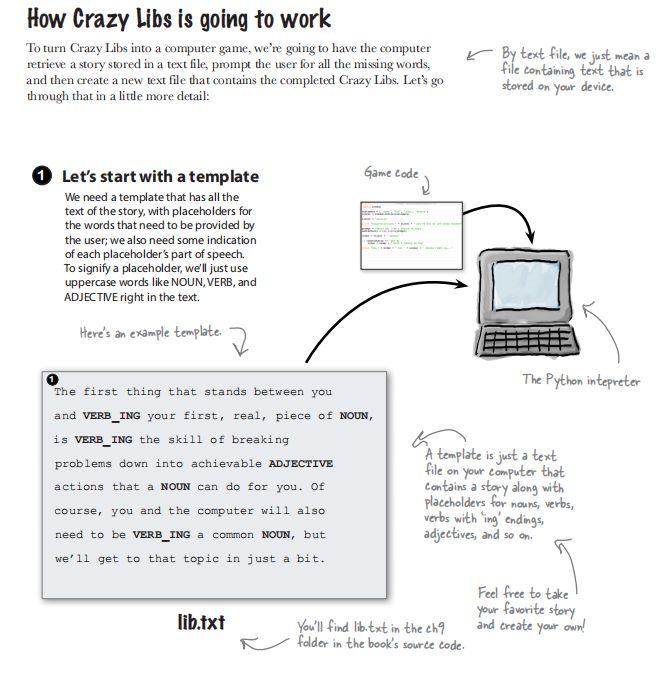 How Crazy Libs is going to work
To turn Crazy Libs into a computer game, we're going to have the computer
retrieve a story stored in a text file, prompt the user for all the missing words,
and then create a new text file that contains the completed Crazy Libs. Let's go
through that in a little more detail:
By text file, we just mean a
file containing text that is
stored on your device.
1 Let's start with a template
We need a template that has all the
text of the story, with placeholders for
the words that need to be provided by
the user; we also need some indication
of each placeholder's part of speech.
To signify a placeholder, we'll just use
uppercase words like NOUN, VERB, and
ADJECTIVE right in the text.
Game code
Here's an example template.
The Python intepreter
1
The first thing that stands between you
and VERB_ING your first, real, piece of NOUN,
is VERB_ING the skill of breaking
problems down into achievable ADJECTIVE
actions that a NOUN can do for you. Of
course, you and the computer will also
need to be VERB_ING a common NOUN, but
we'll get to that topic in just a bit.
A template is just a text
file on your computer that
contains a story along with
placeholders for nouns, verbs,
verbs with 'ing' endings,
adjectives, and so on.
Feel free to take
your favorite story
and create your own!
lib.txt
You'll find lib.txt in the ch9
folder in the book's source code.